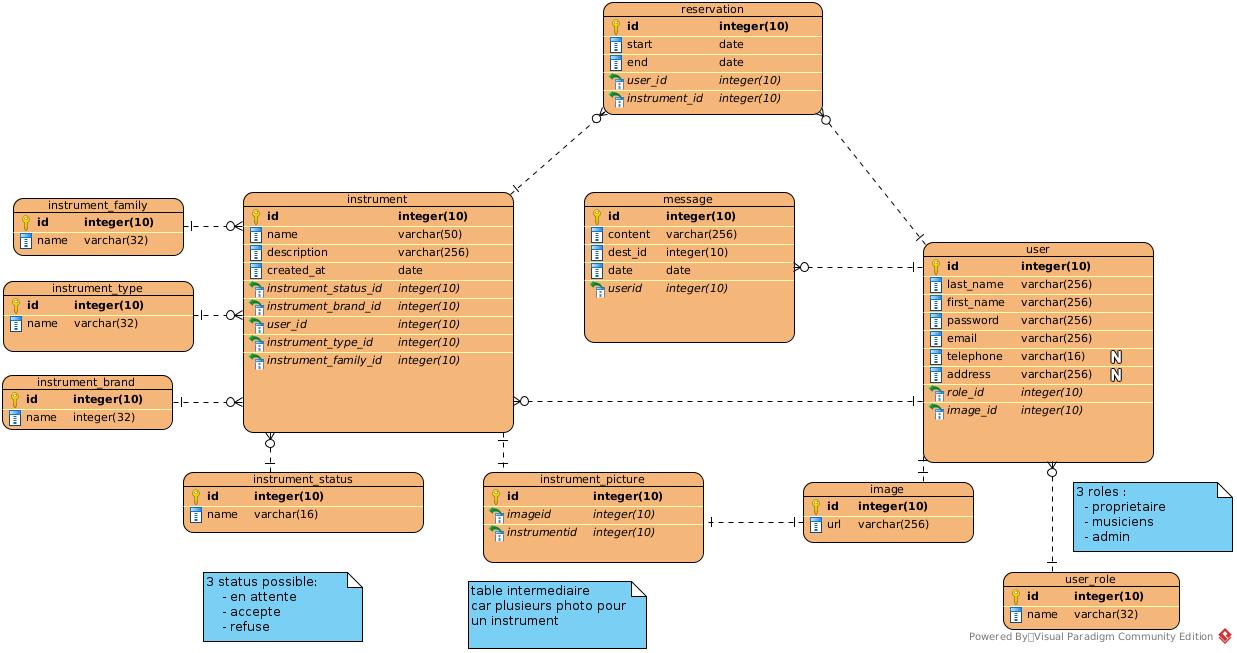 reservation
id integer(10)
start date
end date
user_id integer(10)
instrument_id integer(10)
instrument_family
id integer(10)
name varchar(32)
instrument_type
id integer(10)
name varchar(32)
instrument_brand
id integer(10)
name integer(32)
instrument
id integer(10)
name varchar(50)
description varchar(256)
created_at date
instrument_status_id integer(10)
instrument_brand_id integer(10)
user_id integer(10)
instrument_type_id integer(10)
instrument_family_id integer(10)
message
id integer(10)
content varchar(256)
dest_id integer(10)
date date
userid integer(10)
user
id integer(10)
last_name varchar(256)
first_name varchar(256)
password varchar(256)
email varchar(256)
telephone varchar(16) N
address varchar(256) N
role_id integer(10)
image_id integer(10)
instrument_status
id integer(10)
name varchar(16)
instrument_picture
id integer(10)
imageid integer(10)
instrumentid integer(10)
image
id integer(10)
url varchar(256)
3 roles :
- proprietaire
- musiciens
- admin
user_role
id integer(10)
name varchar(32)
3 status possible:
- en attente
- accepte
- refuse
table intermediaire
car plusieurs photo pour
un instrument
Powered By Visual Paradigm Community Edition